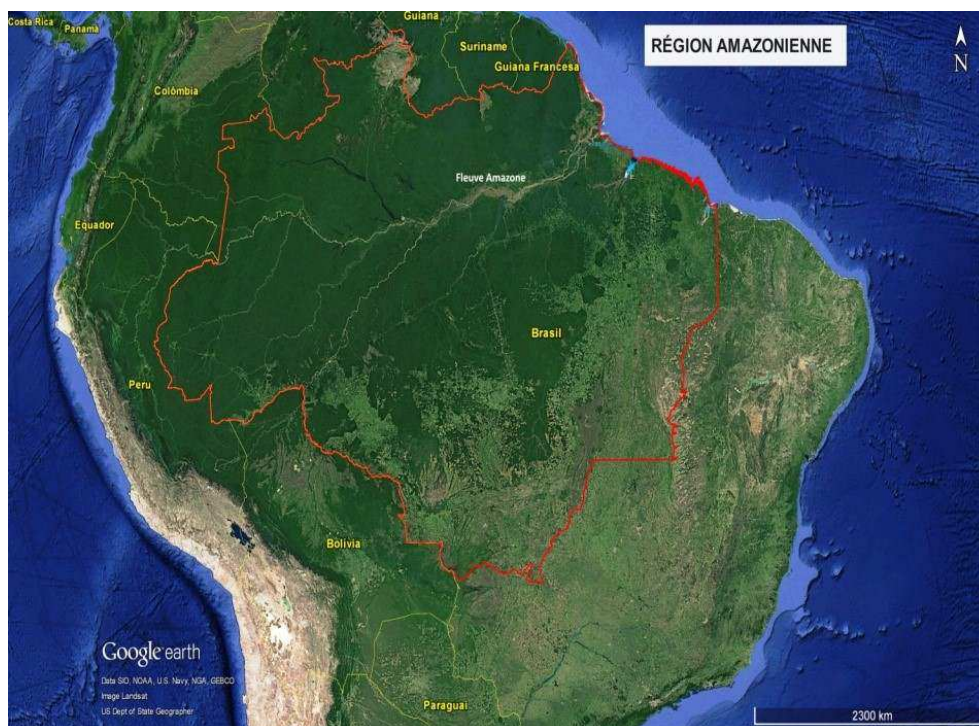 Costa Rica
Panama
Guiana
Suriname
Guiana Francesa
RÉGION AMAZONIENNE
N
Colômbia
Fleuve Amazone
Equador
Brasil
Peru
Bolivia
Google earth
Data SIO, NOAA, U.S. Navy, NGA, GEBCO
Image Landsat
US Dept of State Geographer
Paraguai
2300 km